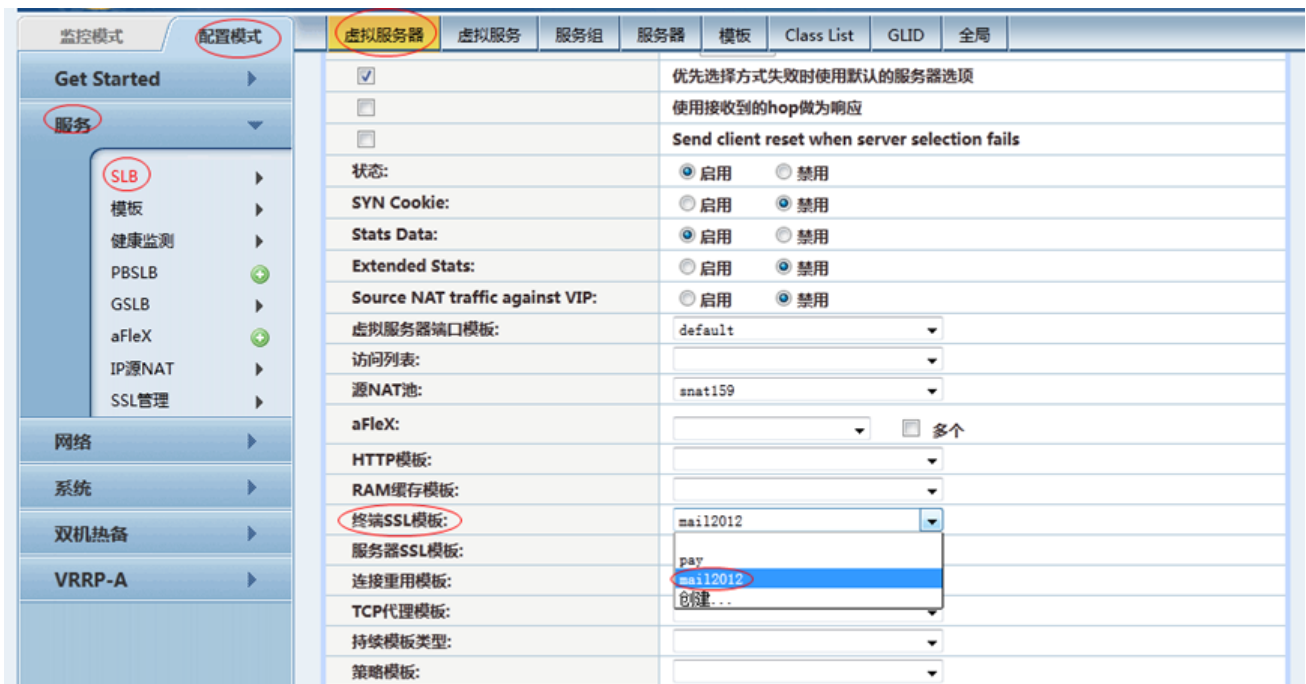 监控模式 配置模式 虚拟服务器 虚拟服务 服务组 服务器 模板 Class List GLID 全局
Get Started
服务
SLB
模板
健康监测
PBSLB
GSLB
aFleX
IP源NAT
SSL管理
网络
系统
双机热备
VRRP-A
优先选择方式失败时使用默认的服务器选项
使用接收到的hop做为响应
Send client reset when server selection fails
状态: 启用 禁用
SYN Cookie: 启用 禁用
Stats Data: 启用 禁用
Extended Stats: 启用 禁用
Source NAT traffic against VIP: 启用 禁用
虚拟服务器端口模板: default
访问列表:
源NAT池: snat159
aFleX: 多个
HTTP模板:
RAM缓存模板:
终端SSL模板: mail2012
服务器SSL模板:
pay
连接重用模板: mail2012
创建...
TCP代理模板:
持续模板类型:
策略模板: